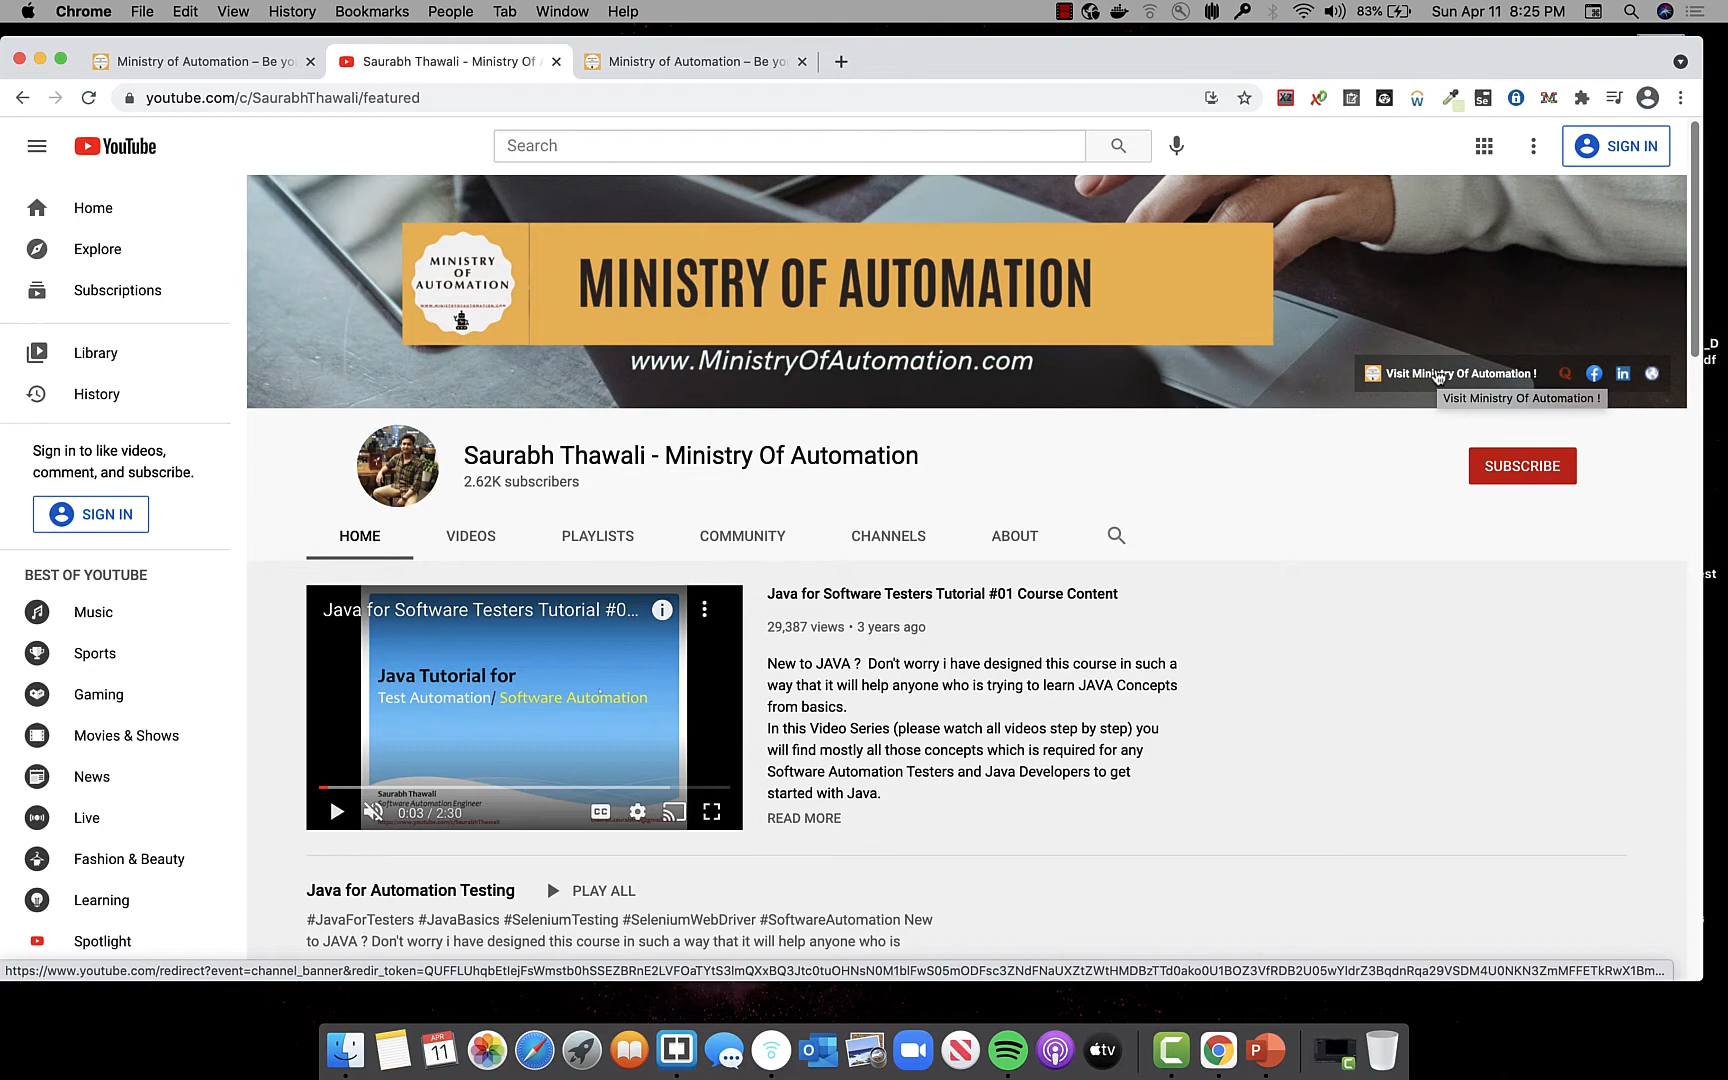 Chrome File Edit View History Bookmarks People Tab Window Help 83% Sun Apr 11 8:25 PM
Ministry of Automation – Be yo
Saurabh Thawali - Ministry Of
Ministry of Automation – Be yo
youtube.com/c/SaurabhThawali/featured
YouTube
Search
SIGN IN
Home
Explore
Subscriptions
Library
History
Sign in to like videos,
comment, and subscribe.
SIGN IN
BEST OF YOUTUBE
Music
Sports
Gaming
Movies & Shows
News
Live
Fashion & Beauty
Learning
Spotlight
MINISTRY
OF
AUTOMATION
MINISTRY OF AUTOMATION
www.MinistryOfAutomation.com
Visit Ministry Of Automation !
Visit Ministry Of Automation !
Saurabh Thawali - Ministry Of Automation
2.62K subscribers
SUBSCRIBE
HOME VIDEOS PLAYLISTS COMMUNITY CHANNELS ABOUT
Java for Software Testers Tutorial #0...
Java Tutorial for
Test Automation/ Software Automation
Saurabh Thawali
Software Automation Engineer
0:03 / 2:30
Java for Software Testers Tutorial #01 Course Content
29,387 views • 3 years ago
New to JAVA ? Don't worry i have designed this course in such a
way that it will help anyone who is trying to learn JAVA Concepts
from basics.
In this Video Series (please watch all videos step by step) you
will find mostly all those concepts which is required for any
Software Automation Testers and Java Developers to get
started with Java.
READ MORE
Java for Automation Testing PLAY ALL
#JavaForTesters #JavaBasics #SeleniumTesting #SeleniumWebDriver #SoftwareAutomation New
to JAVA ? Don't worry i have designed this course in such a way that it will help anyone who is
APR
11
tv